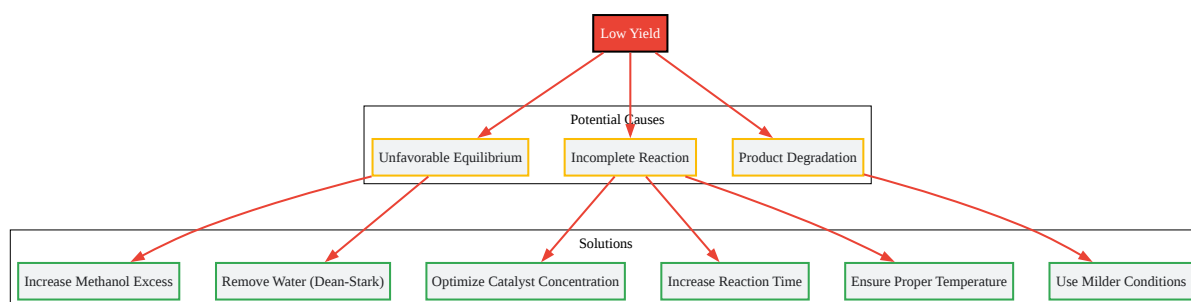 Low Yield
Potential Causes
Unfavorable Equilibrium
Incomplete Reaction
Product Degradation
Solutions
Increase Methanol Excess
Remove Water (Dean-Stark)
Optimize Catalyst Concentration
Increase Reaction Time
Ensure Proper Temperature
Use Milder Conditions